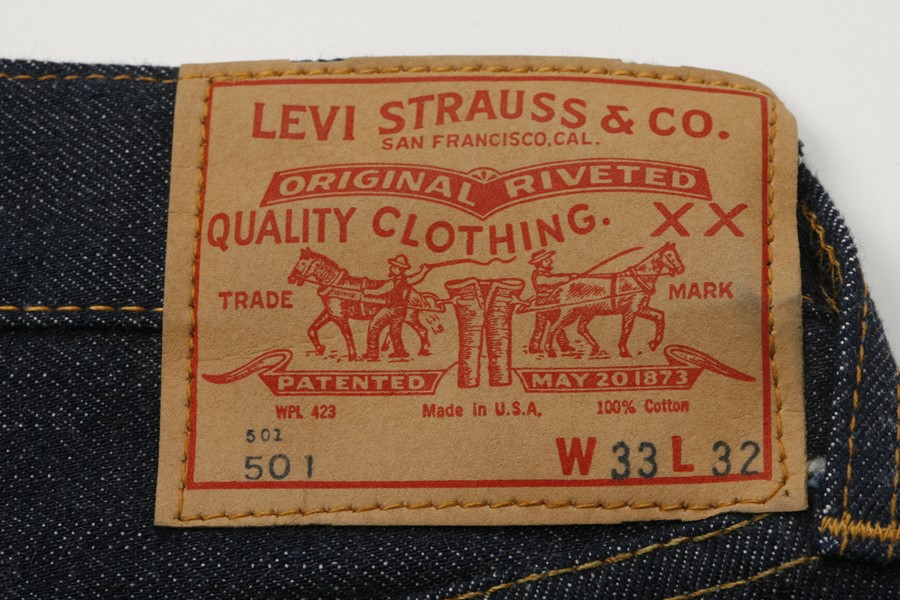 LEVI STRAUSS & CO.
SAN FRANCISCO, CAL.
ORIGINAL RIVETED
QUALITY CLOTHING. XX
TRADE MARK
PATENTED MAY 20 1873
WPL 423 Made in U.S.A. 100% Cotton
501
501 W 33 L 32